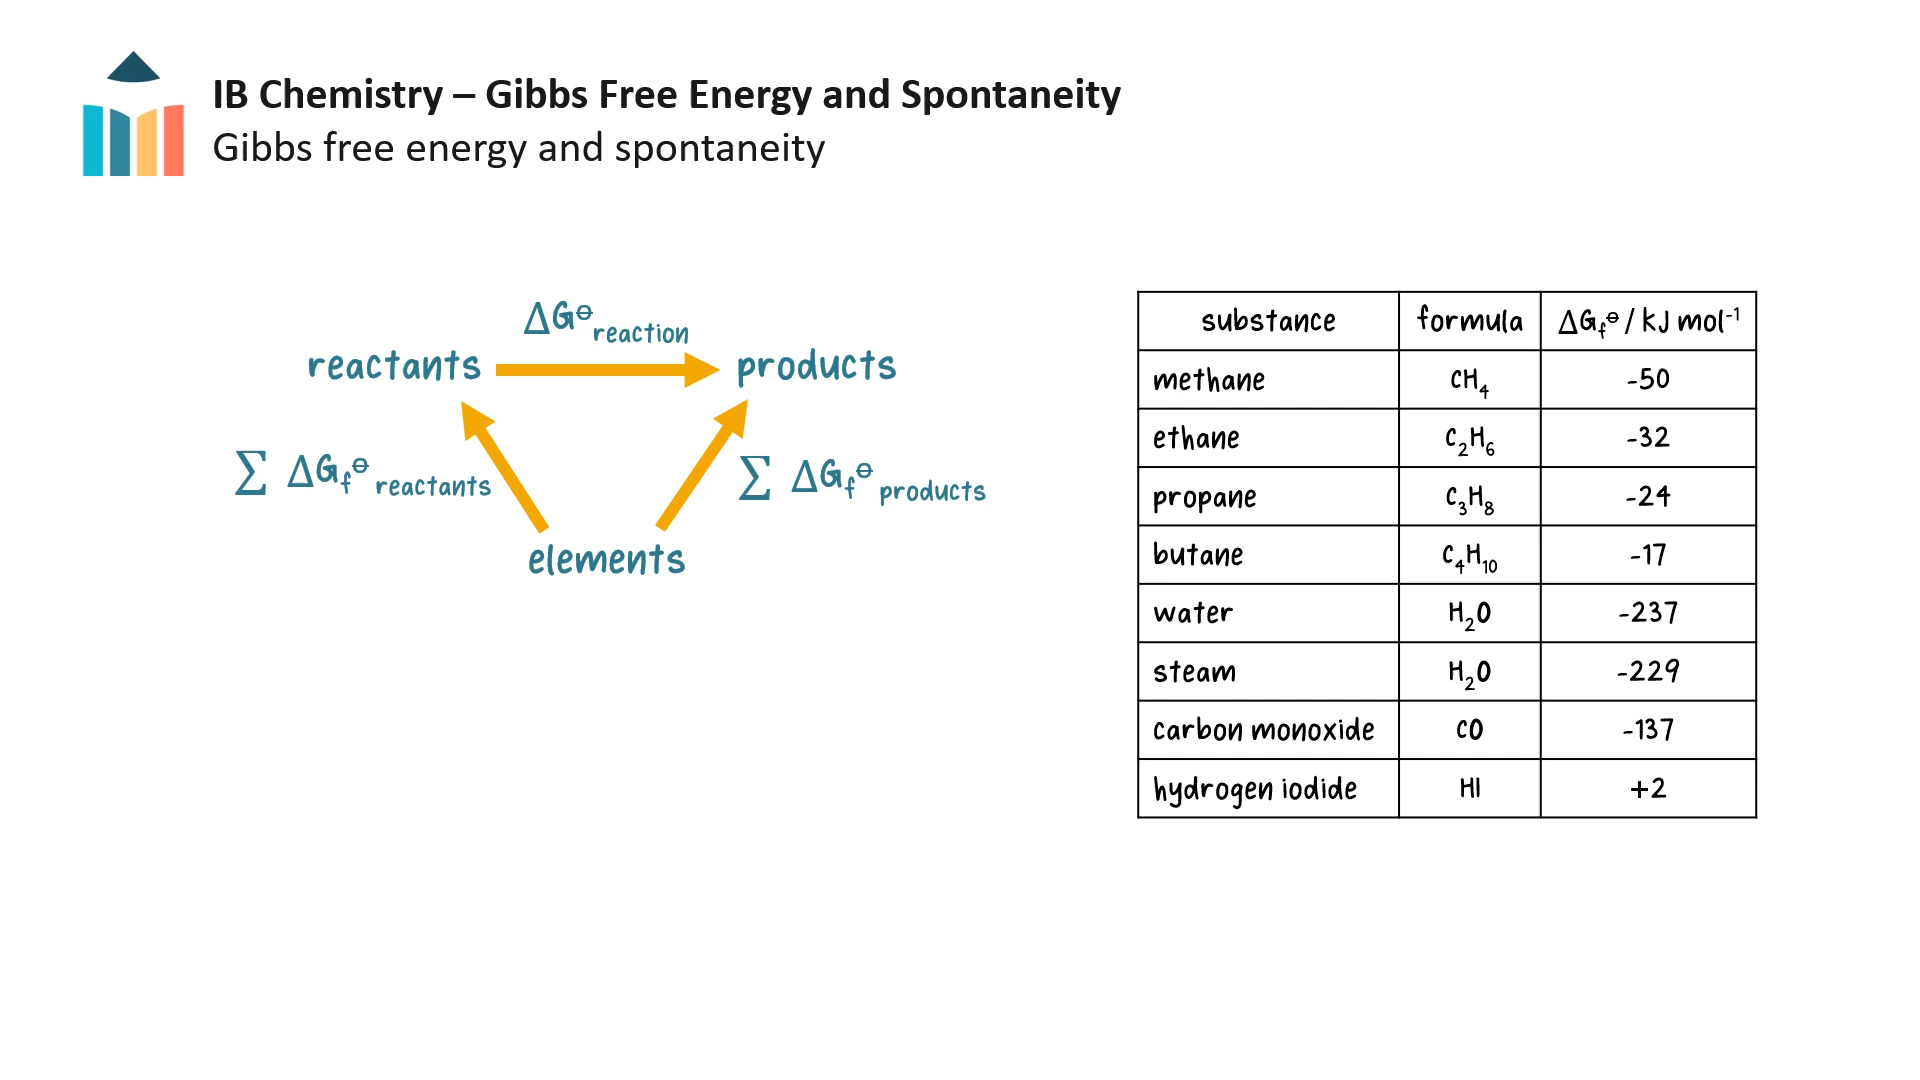 IB Chemistry – Gibbs Free Energy and Spontaneity
Gibbs free energy and spontaneity
ΔG⦵ reaction
reactants products
∑ ΔGf⦵ reactants ∑ ΔGf⦵ products
elements
substance formula ΔGf⦵ / kJ mol⁻¹
methane CH₄ -50
ethane C₂H₆ -32
propane C₃H₈ -24
butane C₄H₁₀ -17
water H₂O -237
steam H₂O -229
carbon monoxide CO -137
hydrogen iodide HI +2